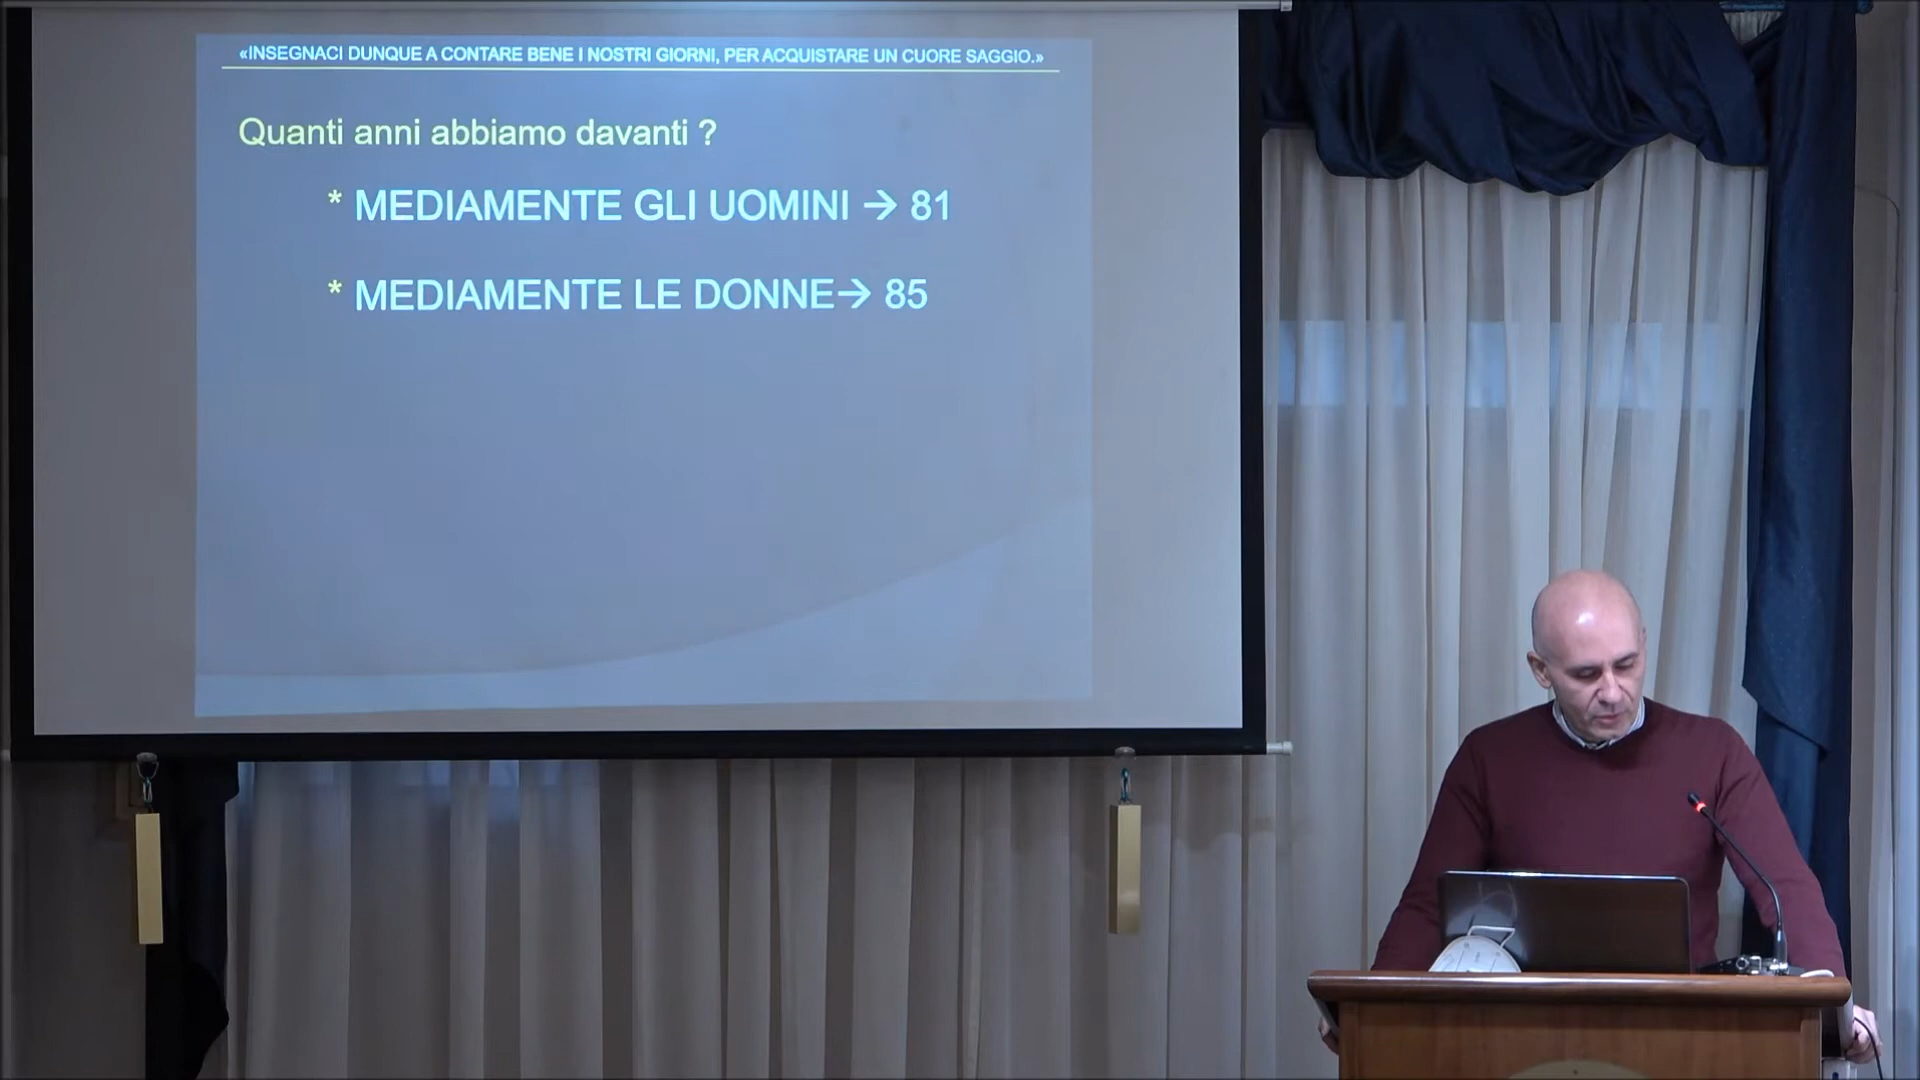 «INSEGNACI DUNQUE A CONTARE BENE I NOSTRI GIORNI, PER ACQUISTARE UN CUORE SAGGIO.»
Quanti anni abbiamo davanti ?
* MEDIAMENTE GLI UOMINI → 81
* MEDIAMENTE LE DONNE→ 85